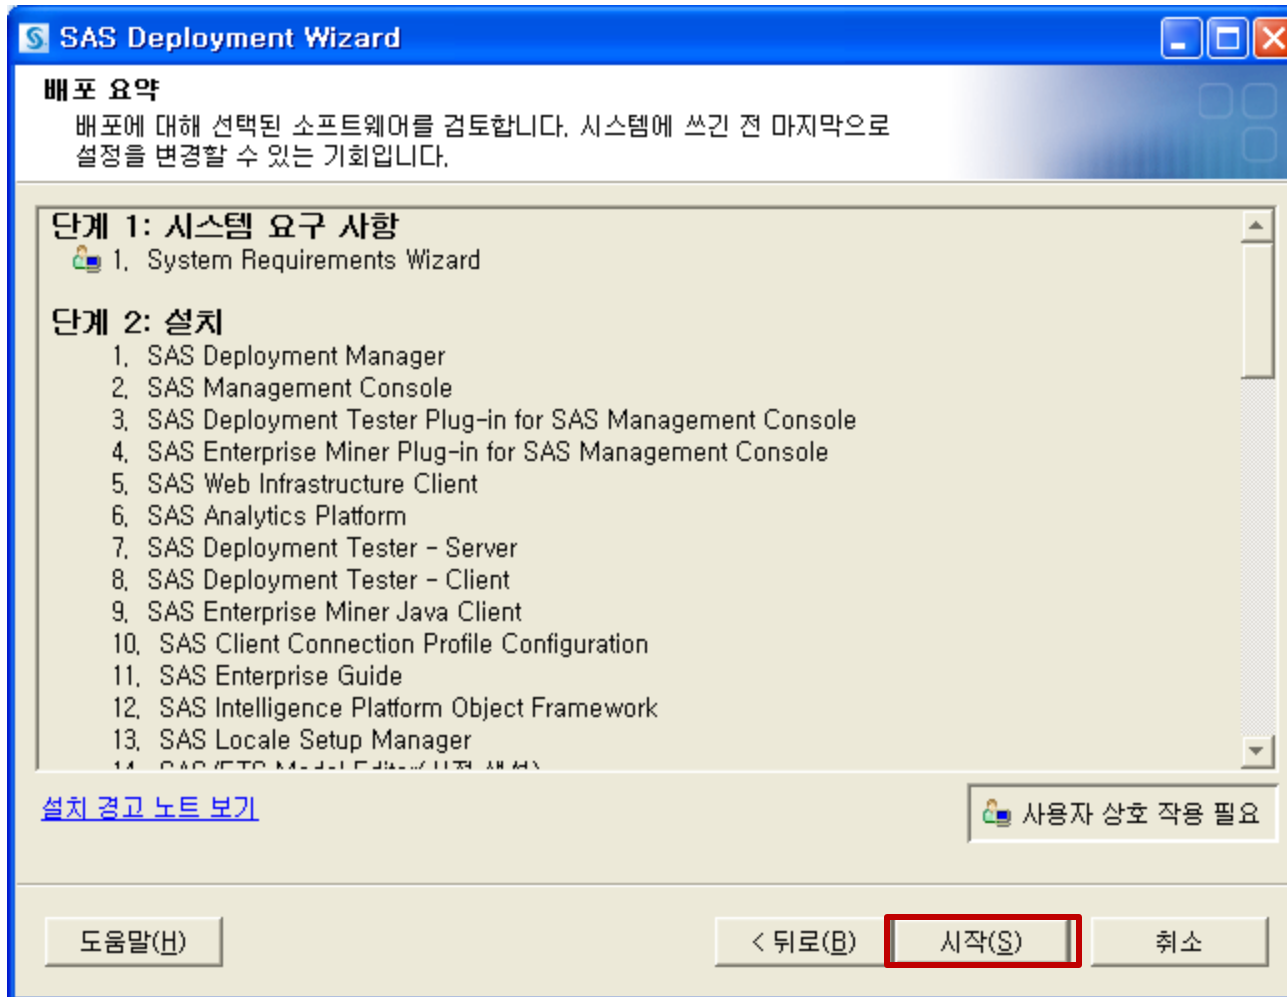 SAS Deployment Wizard
배포 요약
배포에 대해 선택된 소프트웨어를 검토합니다. 시스템에 쓰긴 전 마지막으로
설정을 변경할 수 있는 기회입니다.
단계 1: 시스템 요구 사항
1. System Requirements Wizard
단계 2: 설치
1. SAS Deployment Manager
2. SAS Management Console
3. SAS Deployment Tester Plug-in for SAS Management Console
4. SAS Enterprise Miner Plug-in for SAS Management Console
5. SAS Web Infrastructure Client
6. SAS Analytics Platform
7. SAS Deployment Tester - Server
8. SAS Deployment Tester - Client
9. SAS Enterprise Miner Java Client
10. SAS Client Connection Profile Configuration
11. SAS Enterprise Guide
12. SAS Intelligence Platform Object Framework
13. SAS Locale Setup Manager
14. SAS/ETS Model Editor
설치 경고 노트 보기
사용자 상호 작용 필요
도움말(H)
< 뒤로(B)
시작(S)
취소